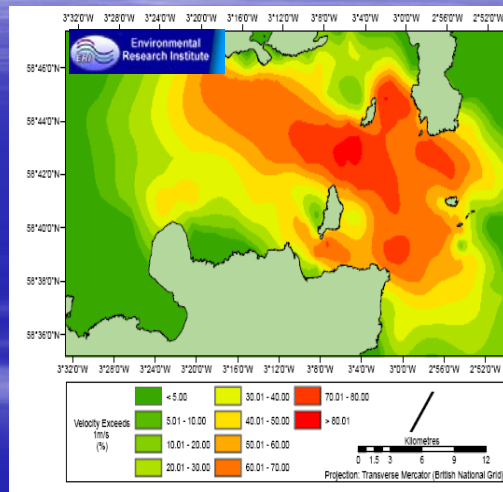 ERI
Environmental
Research Institute
3°32'0"W 3°28'0"W 3°24'0"W 3°20'0"W 3°16'0"W 3°12'0"W 3°8'0"W 3°4'0"W 3°0'0"W 2°56'0"W 2°52'0"W
58°46'0"N
58°44'0"N
58°42'0"N
58°40'0"N
58°38'0"N
58°36'0"N
3°32'0"W 3°28'0"W 3°24'0"W 3°20'0"W 3°16'0"W 3°12'0"W 3°8'0"W 3°4'0"W 3°0'0"W 2°56'0"W 2°52'0"W
Velocity Exceeds
1m/s
(%)
< 5.00
5.01 - 10.00
10.01 - 20.00
20.01 - 30.00
30.01 - 40.00
40.01 - 50.00
50.01 - 60.00
60.01 - 70.00
70.01 - 80.00
> 80.01
Kilometres
0 1.5 3 6 9 12
Projection: Transverse Mercator (British National Grid)